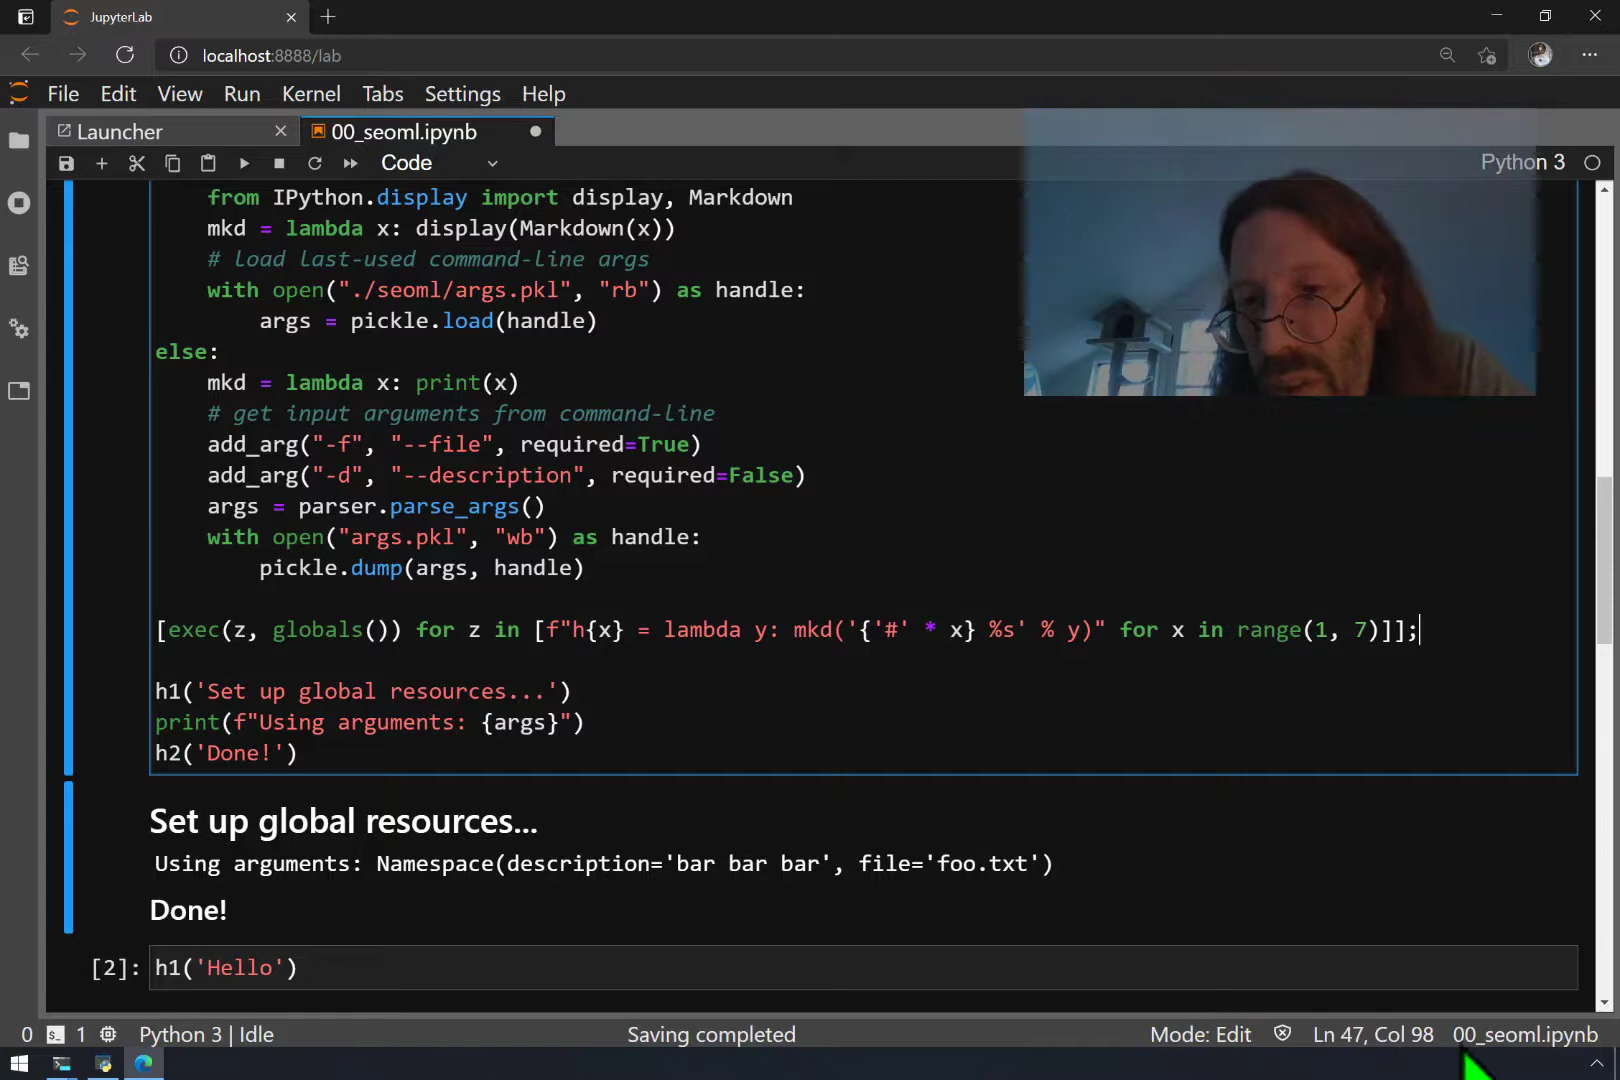 JupyterLab
localhost:8888/lab
File Edit View Run Kernel Tabs Settings Help
Launcher 00_seoml.ipynb
Code Python 3
from IPython.display import display, Markdown
mkd = lambda x: display(Markdown(x))
# load last-used command-line args
with open("./seoml/args.pkl", "rb") as handle:
args = pickle.load(handle)
else:
mkd = lambda x: print(x)
# get input arguments from command-line
add_arg("-f", "--file", required=True)
add_arg("-d", "--description", required=False)
args = parser.parse_args()
with open("args.pkl", "wb") as handle:
pickle.dump(args, handle)
[exec(z, globals()) for z in [f"h{x} = lambda y: mkd('{'#' * x} %s' % y)" for x in range(1, 7)]];
h1('Set up global resources...')
print(f"Using arguments: {args}")
h2('Done!')
Set up global resources...
Using arguments: Namespace(description='bar bar bar', file='foo.txt')
Done!
[2]: h1('Hello')
0 1 Python 3 | Idle Saving completed Mode: Edit Ln 47, Col 98 00_seoml.ipynb